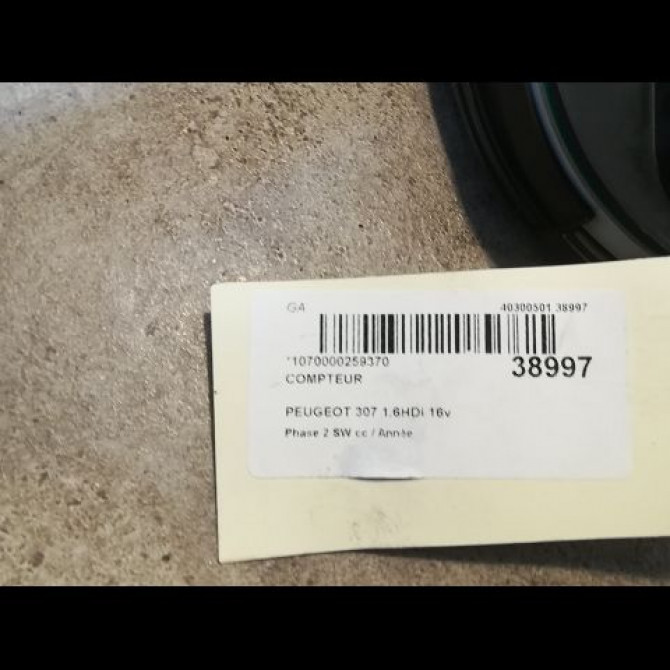 G4 40300501 38997
*1070000259370 38997
COMPTEUR
PEUGEOT 307 1.6HDi 16v
Phase 2 SW cc / Année